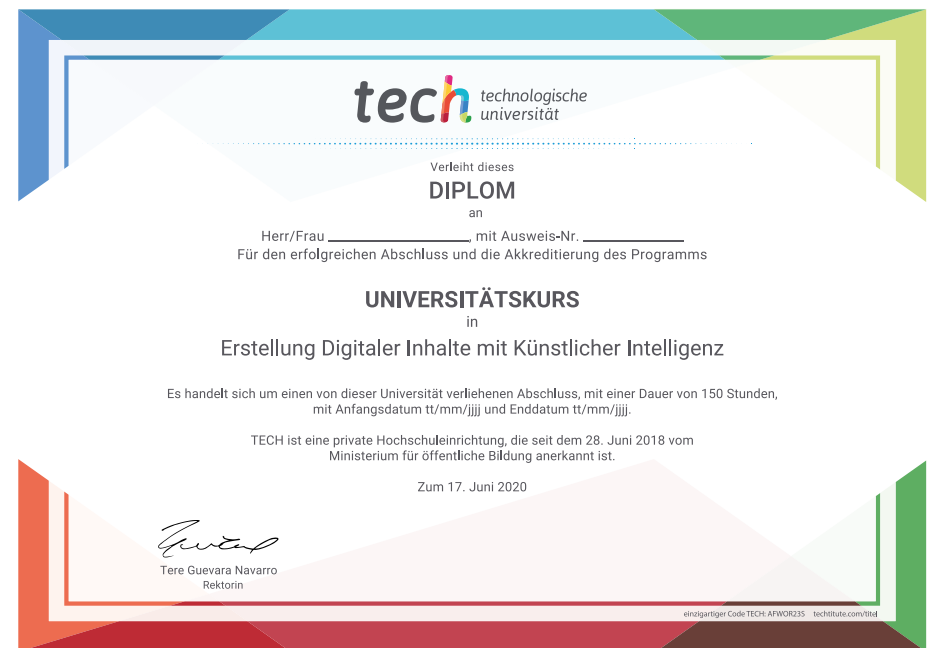 tech technologische
universität
Verleiht dieses
DIPLOM
an
Herr/Frau ____________________, mit Ausweis-Nr. ______________
Für den erfolgreichen Abschluss und die Akkreditierung des Programms
UNIVERSITÄTSKURS
in
Erstellung Digitaler Inhalte mit Künstlicher Intelligenz
Es handelt sich um einen von dieser Universität verliehenen Abschluss, mit einer Dauer von 150 Stunden,
mit Anfangsdatum tt/mm/jjjj und Enddatum tt/mm/jjjj.
TECH ist eine private Hochschuleinrichtung, die seit dem 28. Juni 2018 vom
Ministerium für öffentliche Bildung anerkannt ist.
Zum 17. Juni 2020
Tere Guevara Navarro
Rektorin
einzigartiger Code TECH: AFWOR23S techtitute.com/titel